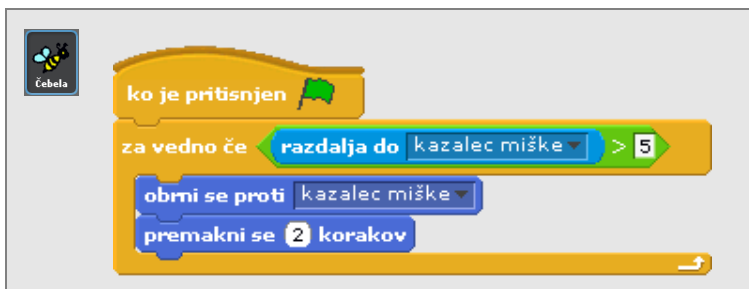 Čebela
ko je pritisnjen
za vedno če razdalja do kazalec miške > 5
obrni se proti kazalec miške
premakni se 2 korakov